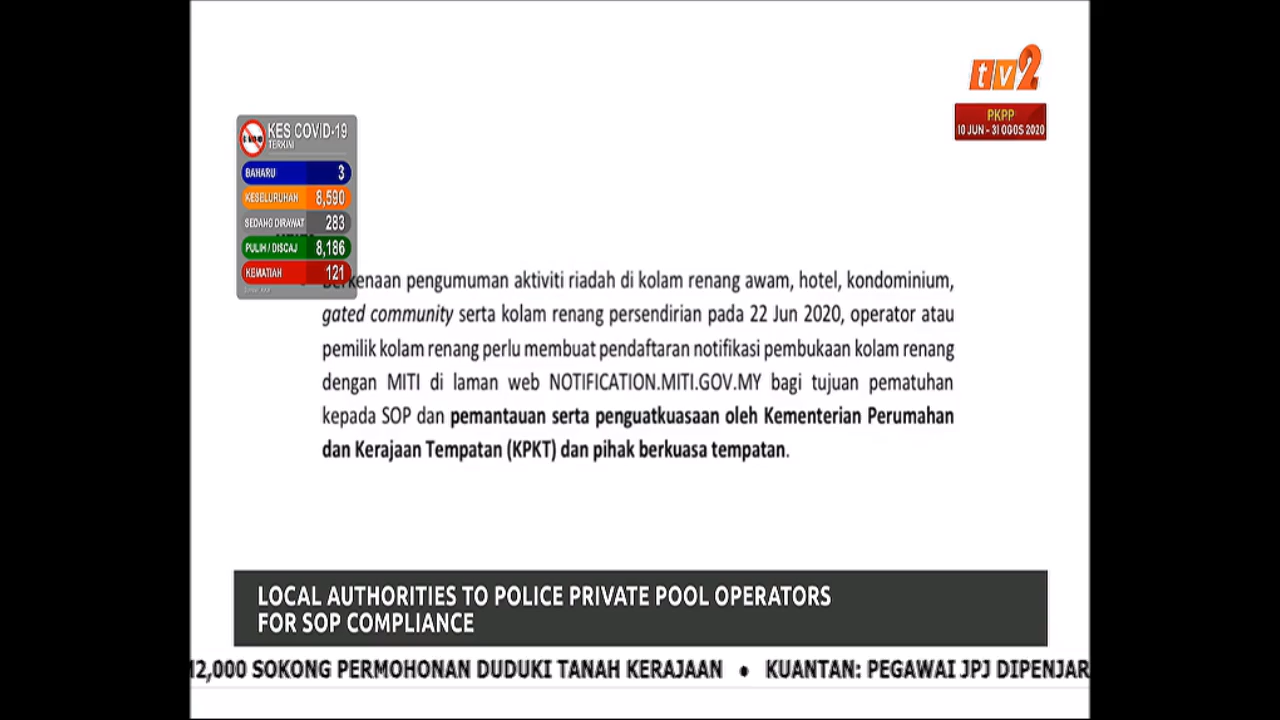 tv2
PKPP
10 JUN - 31 OGOS 2020
KES COVID-19
TERKINI
BAHARU 3
KESELURUHAN 8,590
SEDANG DIRAWAT 283
PULIH / DISCAJ 8,186
KEMATIAN 121
Berkenaan pengumuman aktiviti riadah di kolam renang awam, hotel, kondominium,
gated community serta kolam renang persendirian pada 22 Jun 2020, operator atau
pemilik kolam renang perlu membuat pendaftaran notifikasi pembukaan kolam renang
dengan MITI di laman web NOTIFICATION.MITI.GOV.MY bagi tujuan pematuhan
kepada SOP dan pemantauan serta penguatkuasaan oleh Kementerian Perumahan
dan Kerajaan Tempatan (KPKT) dan pihak berkuasa tempatan.
LOCAL AUTHORITIES TO POLICE PRIVATE POOL OPERATORS
FOR SOP COMPLIANCE
12,000 SOKONG PERMOHONAN DUDUKI TANAH KERAJAAN • KUANTAN: PEGAWAI JPJ DIPENJAR